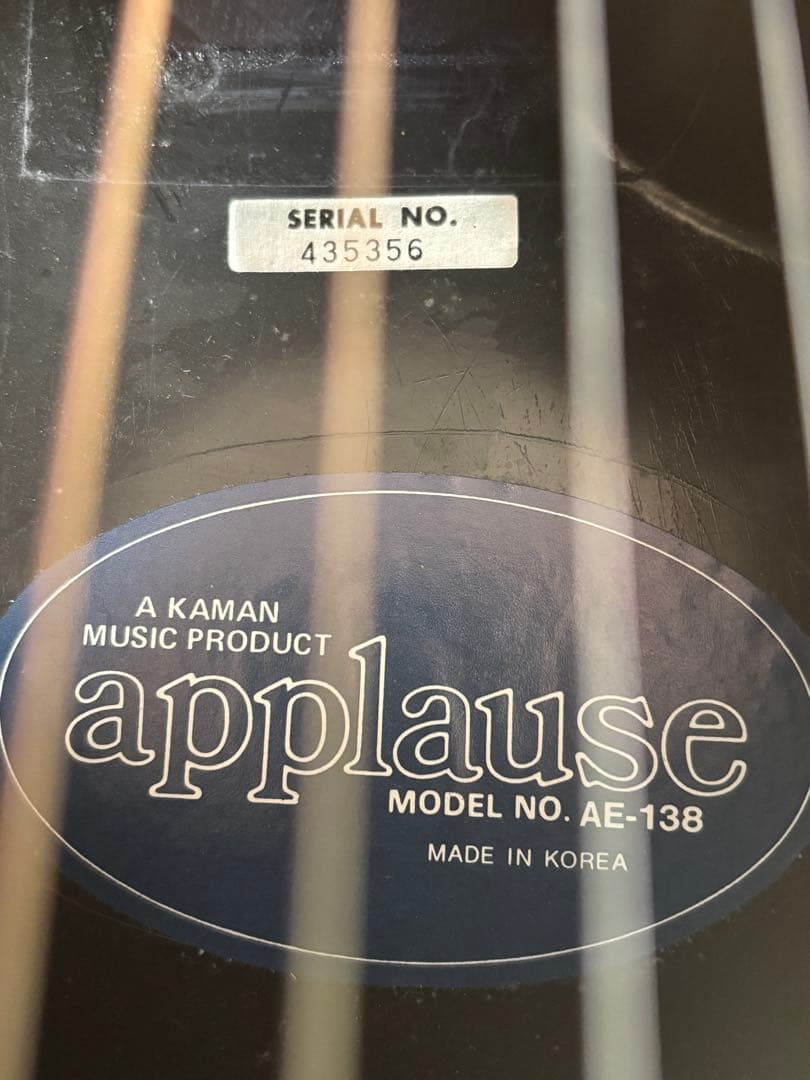 SERIAL NO.
435356
A KAMAN
MUSIC PRODUCT
applause
MODEL NO. AE-138
MADE IN KOREA